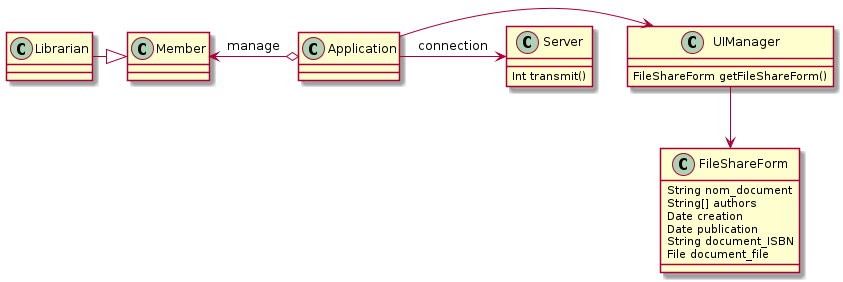 C Librarian
C Member
manage
C Application
connection
C Server
Int transmit()
C UIManager
FileShareForm getFileShareForm()
C FileShareForm
String nom_document
String[] authors
Date creation
Date publication
String document_ISBN
File document_file